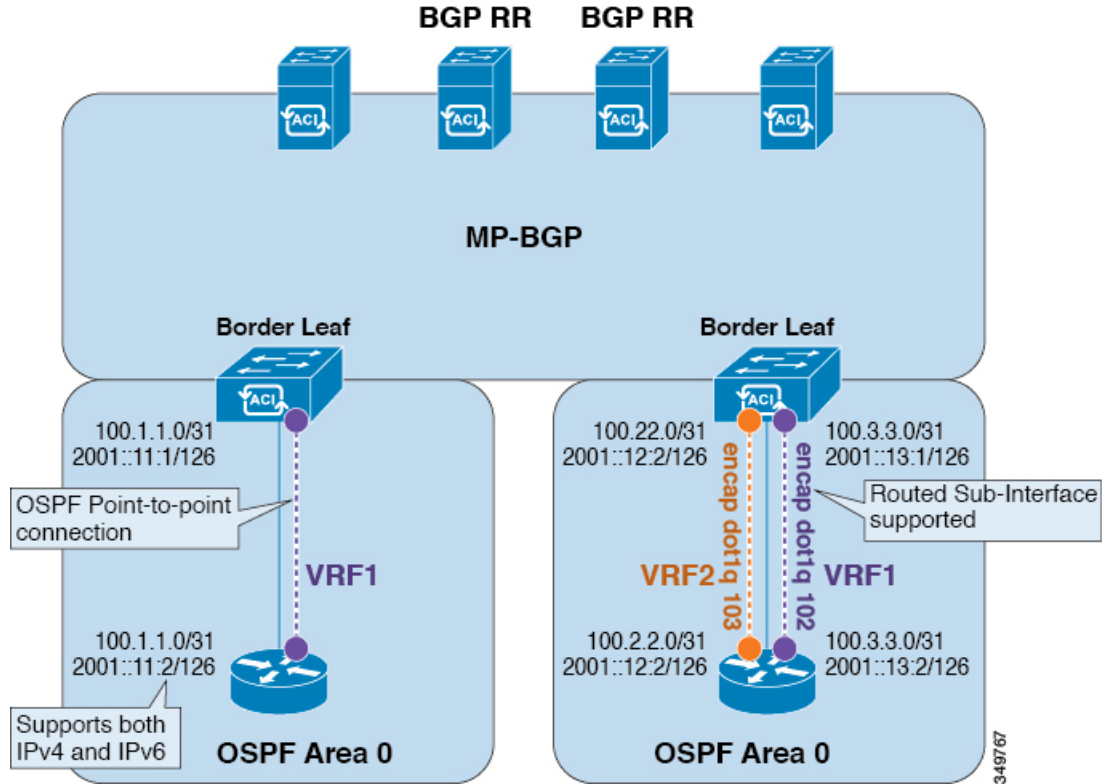 BGP RR
BGP RR
ACI
ACI
ACI
ACI
MP-BGP
Border Leaf
Border Leaf
ACI
ACI
100.1.1.0/31
2001::11:1/126
100.22.0/31
2001::12:2/126
100.3.3.0/31
2001::13:1/126
OSPF Point-to-point
connection
Routed Sub-Interface
supported
encap dot1q 103
encap dot1q 102
VRF1
VRF2
VRF1
100.1.1.0/31
2001::11:2/126
100.2.2.0/31
2001::12:2/126
100.3.3.0/31
2001::13:2/126
Supports both
IPv4 and IPv6
OSPF Area 0
OSPF Area 0
349767